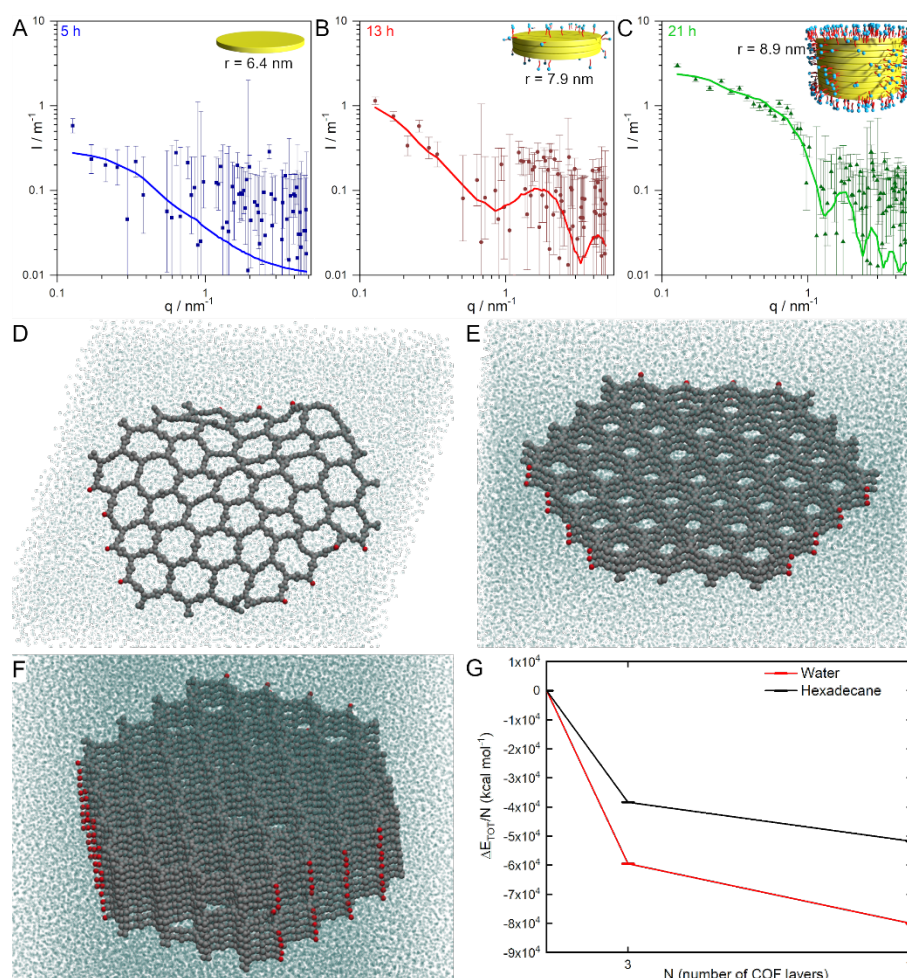 A
5 h
r = 6.4 nm
10
1
0.1
0.01
I / m⁻¹
0.1
1
q / nm⁻¹
B
13 h
r = 7.9 nm
10
1
0.1
0.01
I / m⁻¹
0.1
1
q / nm⁻¹
C
21 h
r = 8.9 nm
10
1
0.1
0.01
I / m⁻¹
0.1
1
q / nm⁻¹
D
E
F
G
Water
Hexadecane
1x10⁴
0
-1x10⁴
-2x10⁴
-3x10⁴
-4x10⁴
-5x10⁴
-6x10⁴
-7x10⁴
-8x10⁴
-9x10⁴
ΔE_TOT/N (kcal mol⁻¹)
3
N (number of COF layers)